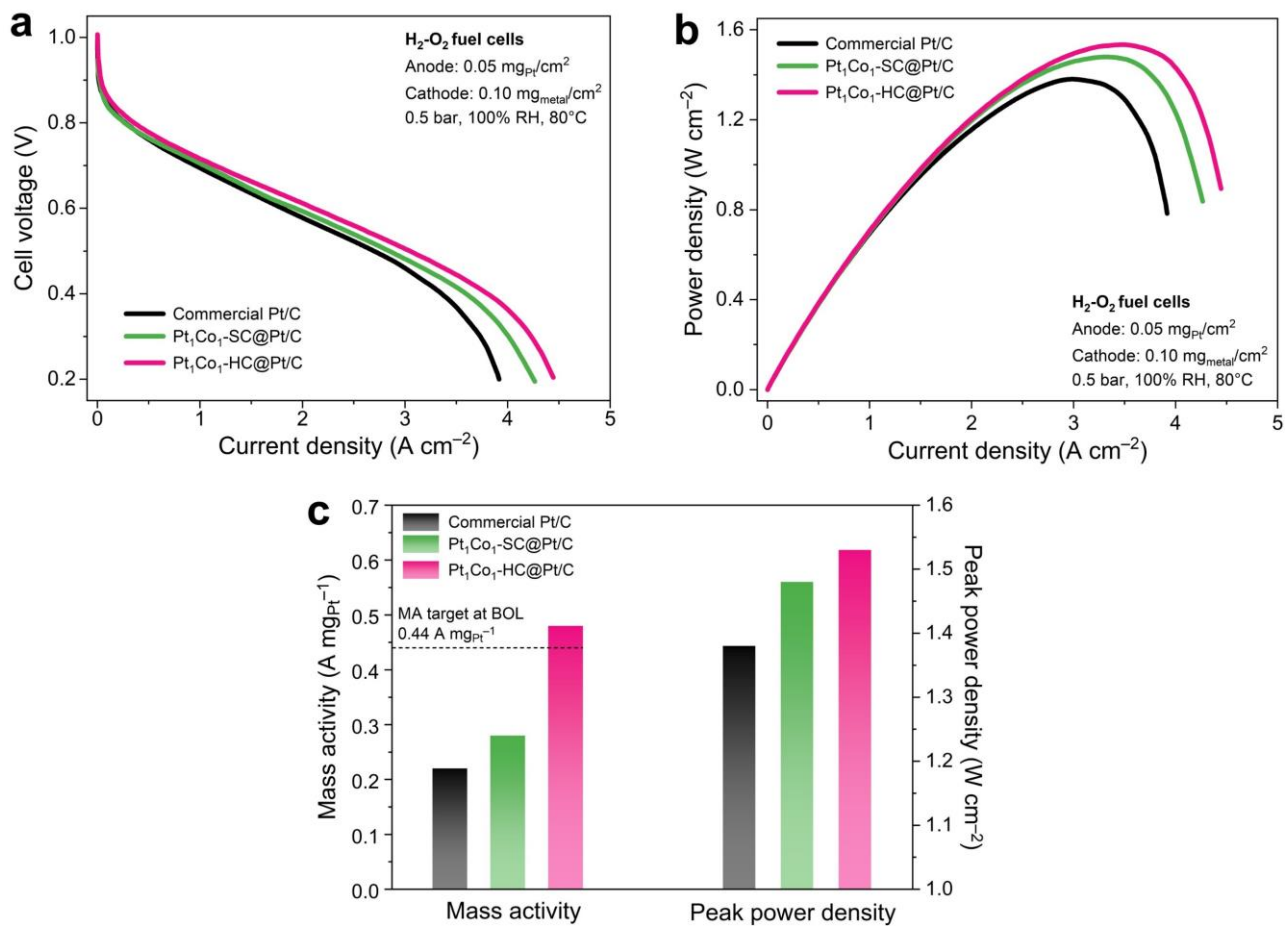 a
1.0
0.8
0.6
0.4
0.2
Cell voltage (V)
H₂-O₂ fuel cells
Anode: 0.05 mg_Pt/cm²
Cathode: 0.10 mg_metal/cm²
0.5 bar, 100% RH, 80°C
Commercial Pt/C
Pt₁Co₁-SC@Pt/C
Pt₁Co₁-HC@Pt/C
0 1 2 3 4 5
Current density (A cm⁻²)
b
1.6
1.2
0.8
0.4
0.0
Power density (W cm⁻²)
Commercial Pt/C
Pt₁Co₁-SC@Pt/C
Pt₁Co₁-HC@Pt/C
H₂-O₂ fuel cells
Anode: 0.05 mg_Pt/cm²
Cathode: 0.10 mg_metal/cm²
0.5 bar, 100% RH, 80°C
0 1 2 3 4 5
Current density (A cm⁻²)
c
0.7
0.6
0.5
0.4
0.3
0.2
0.1
0.0
Mass activity (A mg_Pt⁻¹)
Commercial Pt/C
Pt₁Co₁-SC@Pt/C
Pt₁Co₁-HC@Pt/C
MA target at BOL
0.44 A mg_Pt⁻¹
1.6
1.5
1.4
1.3
1.2
1.1
1.0
Peak power density (W cm⁻²)
Mass activity
Peak power density